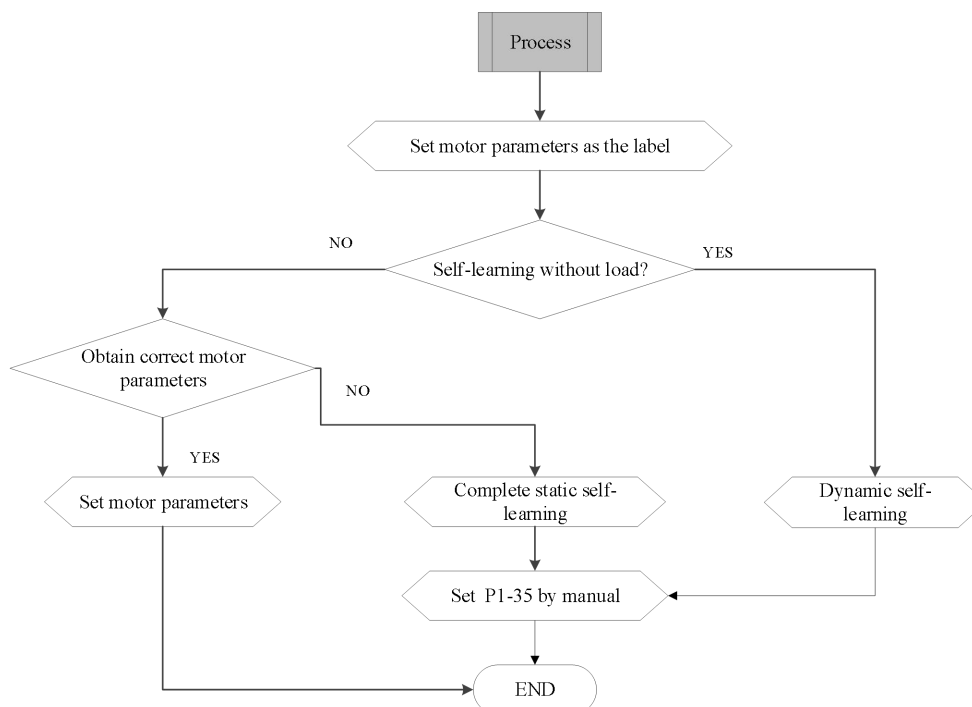 Process
Set motor parameters as the label
NO
YES
Self-learning without load?
Obtain correct motor
parameters
NO
YES
Set motor parameters
Complete static self-
learning
Dynamic self-
learning
Set P1-35 by manual
END